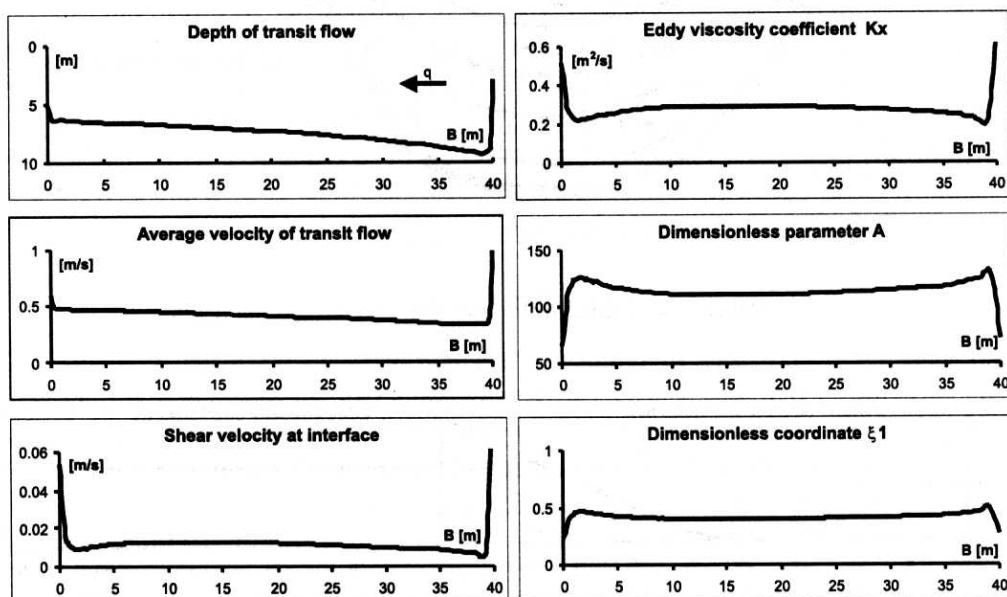 Depth of transit flow
0
[m]
q
5
B [m]
10
0 5 10 15 20 25 30 35 40
Eddy viscosity coefficient Kx
0.6
[m²/s]
0.4
0.2
B [m]
0
0 5 10 15 20 25 30 35 40
Average velocity of transit flow
1
[m/s]
0.5
B [m]
0
0 5 10 15 20 25 30 35 40
Dimensionless parameter A
150
100
B [m]
50
0 5 10 15 20 25 30 35 40
Shear velocity at interface
0.06
[m/s]
0.04
0.02
B [m]
0
0 5 10 15 20 25 30 35 40
Dimensionless coordinate ξ1
1
0.5
B [m]
0
0 5 10 15 20 25 30 35 40